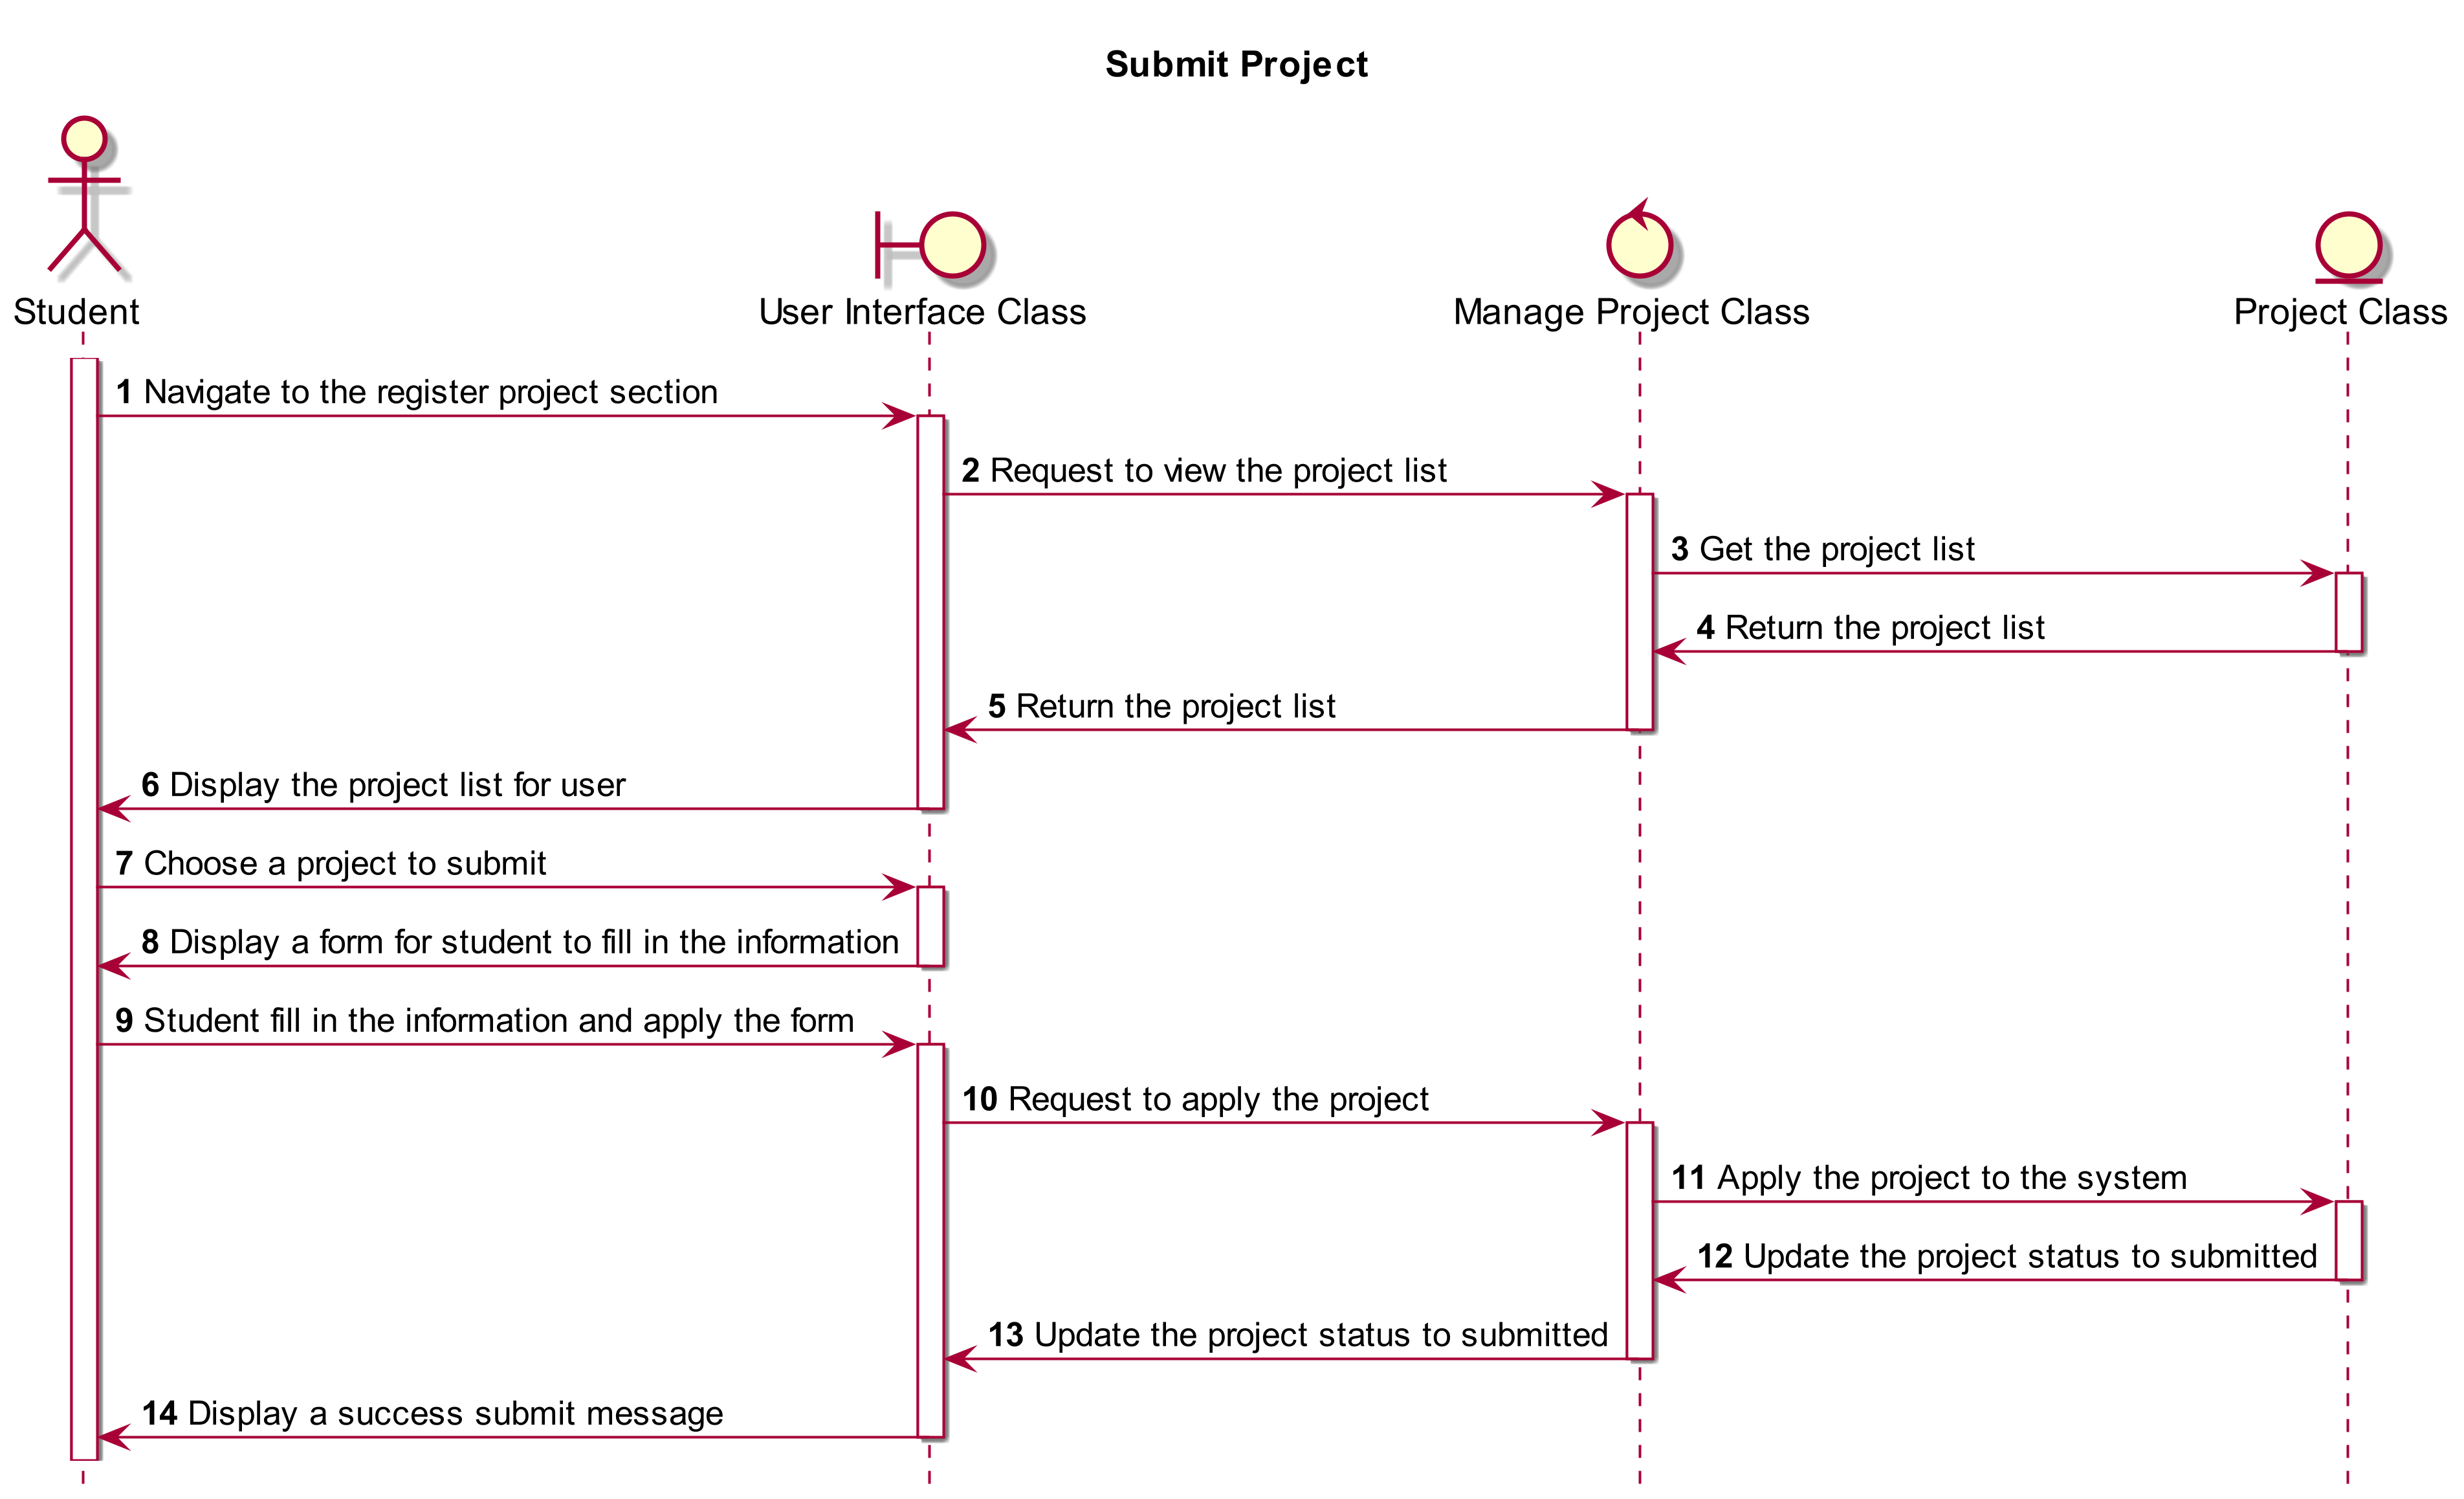 Submit Project
Student
User Interface Class
Manage Project Class
Project Class
1 Navigate to the register project section
2 Request to view the project list
3 Get the project list
4 Return the project list
5 Return the project list
6 Display the project list for user
7 Choose a project to submit
8 Display a form for student to fill in the information
9 Student fill in the information and apply the form
10 Request to apply the project
11 Apply the project to the system
12 Update the project status to submitted
13 Update the project status to submitted
14 Display a success submit message